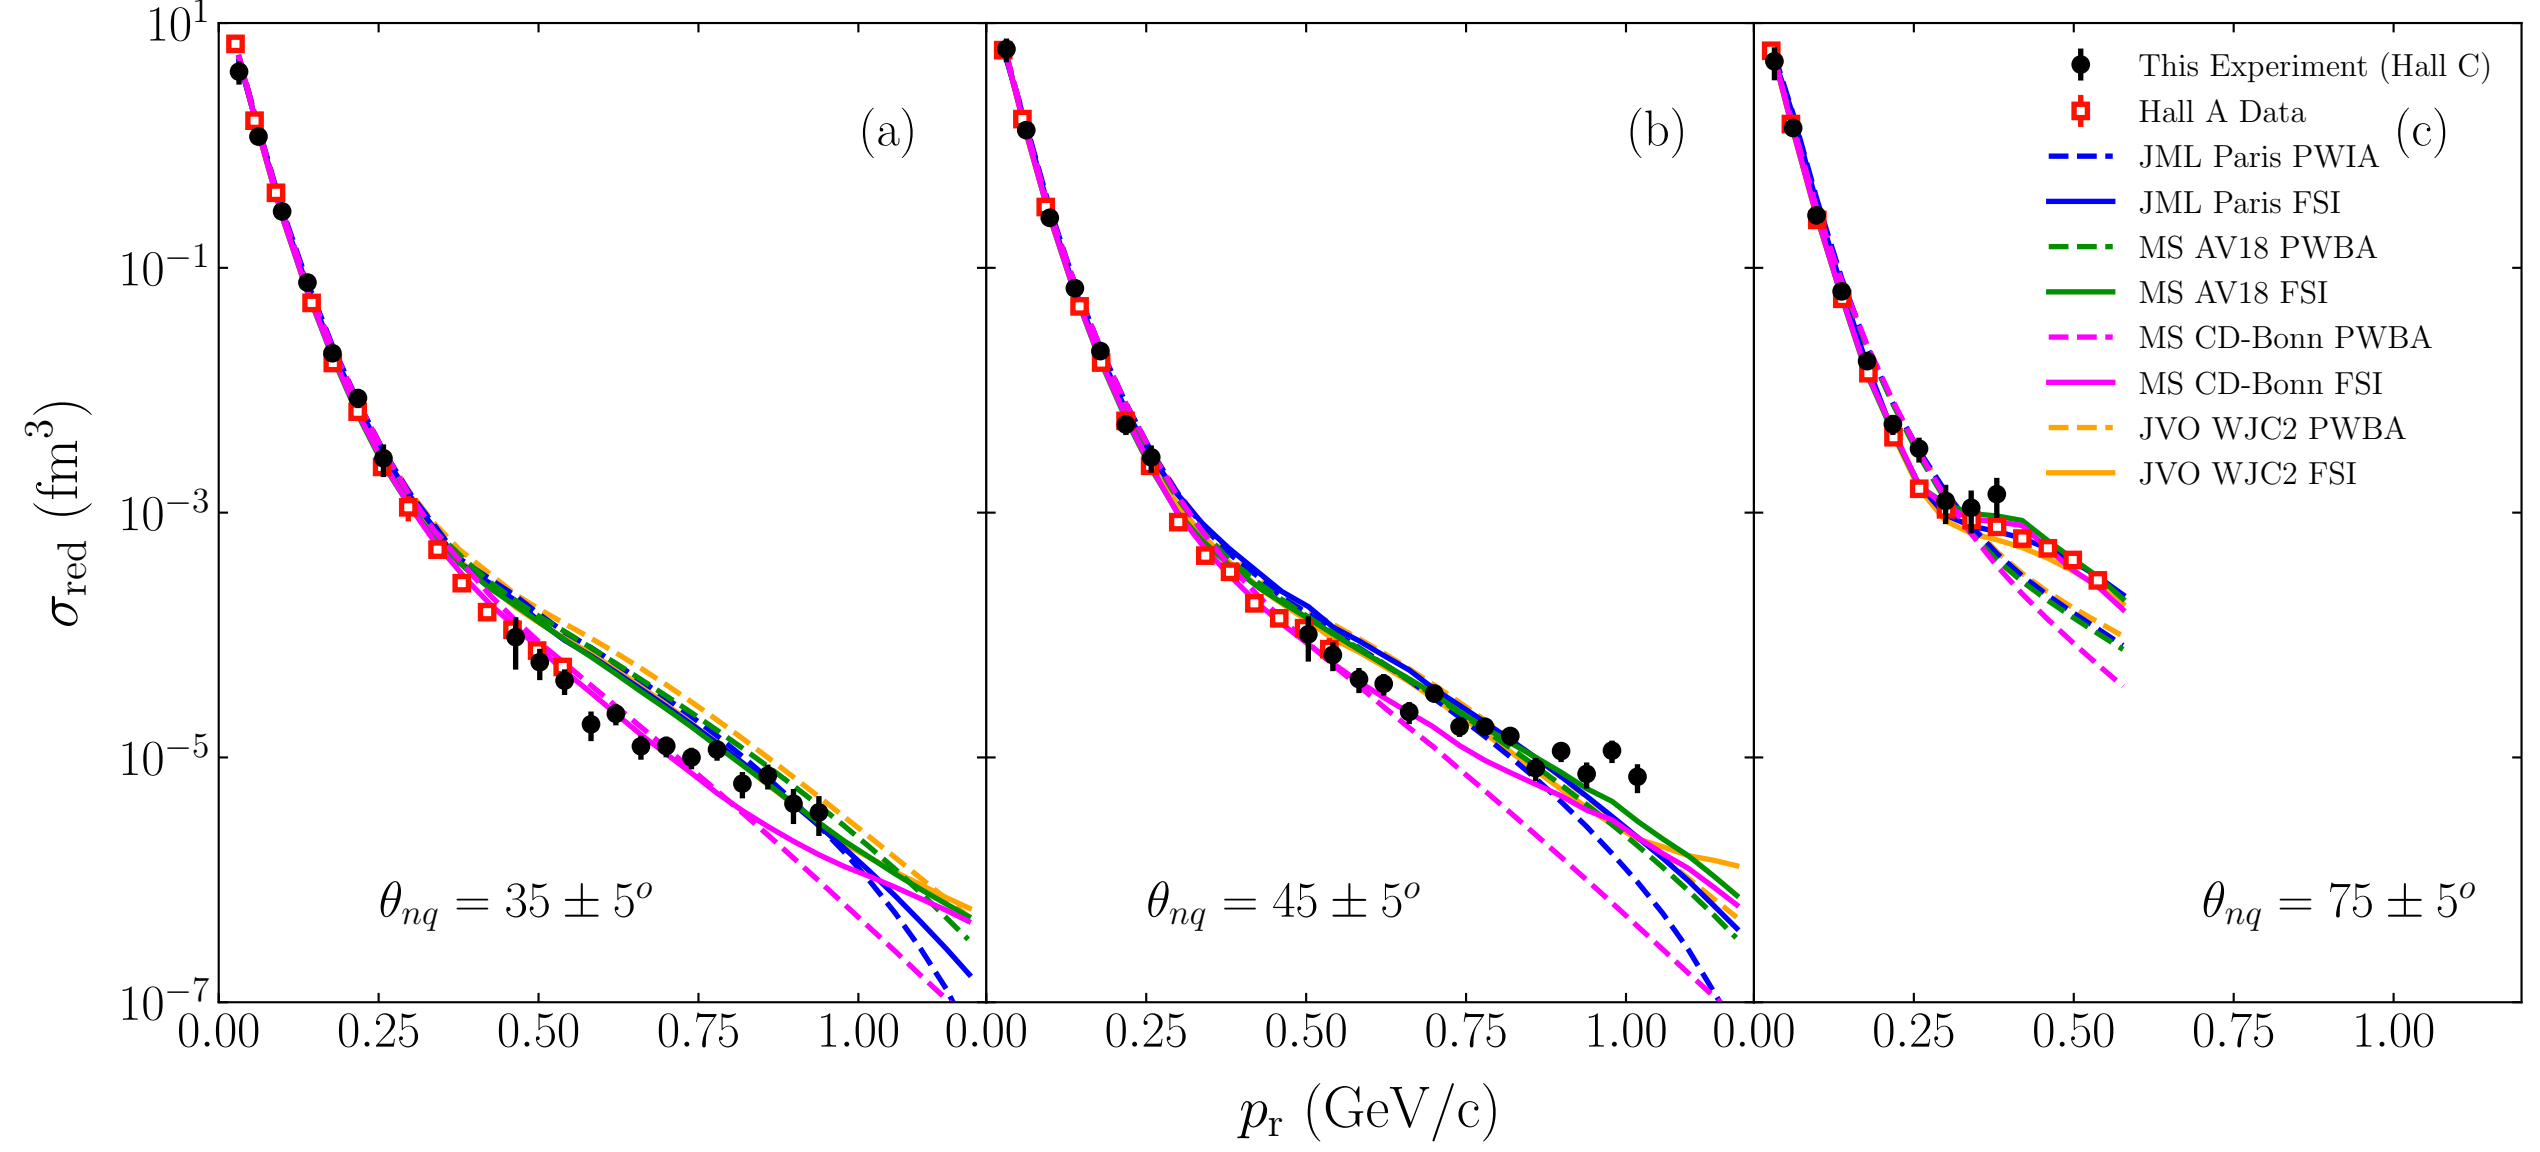 10¹
10⁻¹
10⁻³
10⁻⁵
10⁻⁷
σ_red (fm³)
(a)
(b)
(c)
This Experiment (Hall C)
Hall A Data
JML Paris PWIA
JML Paris FSI
MS AV18 PWBA
MS AV18 FSI
MS CD-Bonn PWBA
MS CD-Bonn FSI
JVO WJC2 PWBA
JVO WJC2 FSI
θ_nq = 35 ± 5°
θ_nq = 45 ± 5°
θ_nq = 75 ± 5°
0.00 0.25 0.50 0.75 1.00 0.00 0.25 0.50 0.75 1.00 0.00 0.25 0.50 0.75 1.00
p_r (GeV/c)